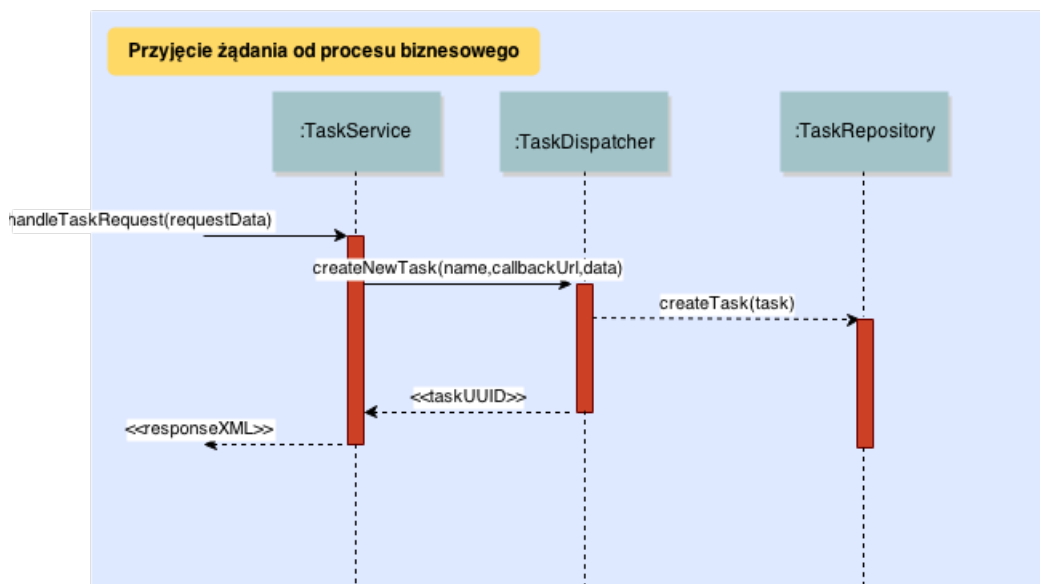 Przyjęcie żądania od procesu biznesowego
:TaskService
:TaskDispatcher
:TaskRepository
handleTaskRequest(requestData)
createNewTask(name,callbackUrl,data)
createTask(task)
<<taskUUID>>
<<responseXML>>